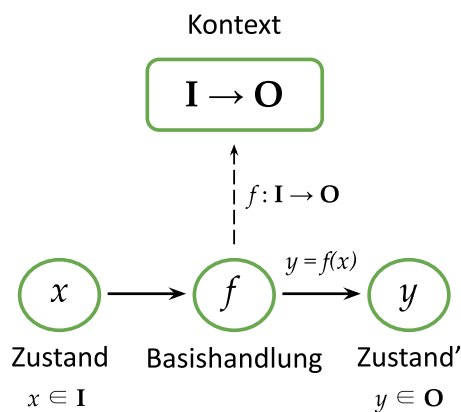 Kontext
I → O
f : I → O
y = f(x)
x
f
y
Zustand
Basishandlung
Zustand’
x ∈ I
y ∈ O